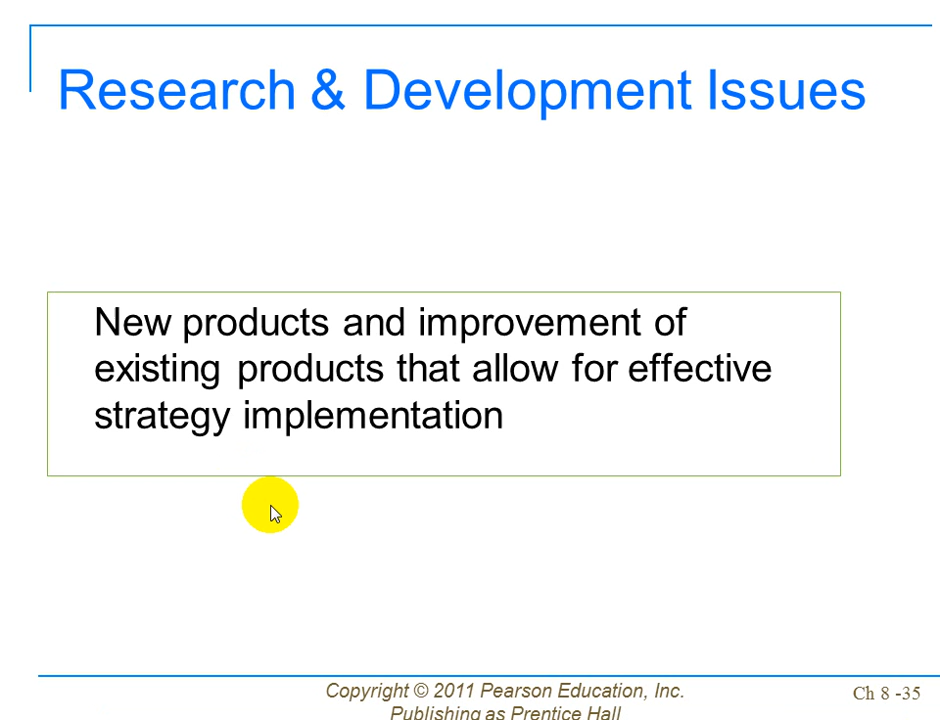 Research & Development Issues
New products and improvement of
existing products that allow for effective
strategy implementation
Copyright © 2011 Pearson Education, Inc.
Publishing as Prentice Hall
Ch 8 -35